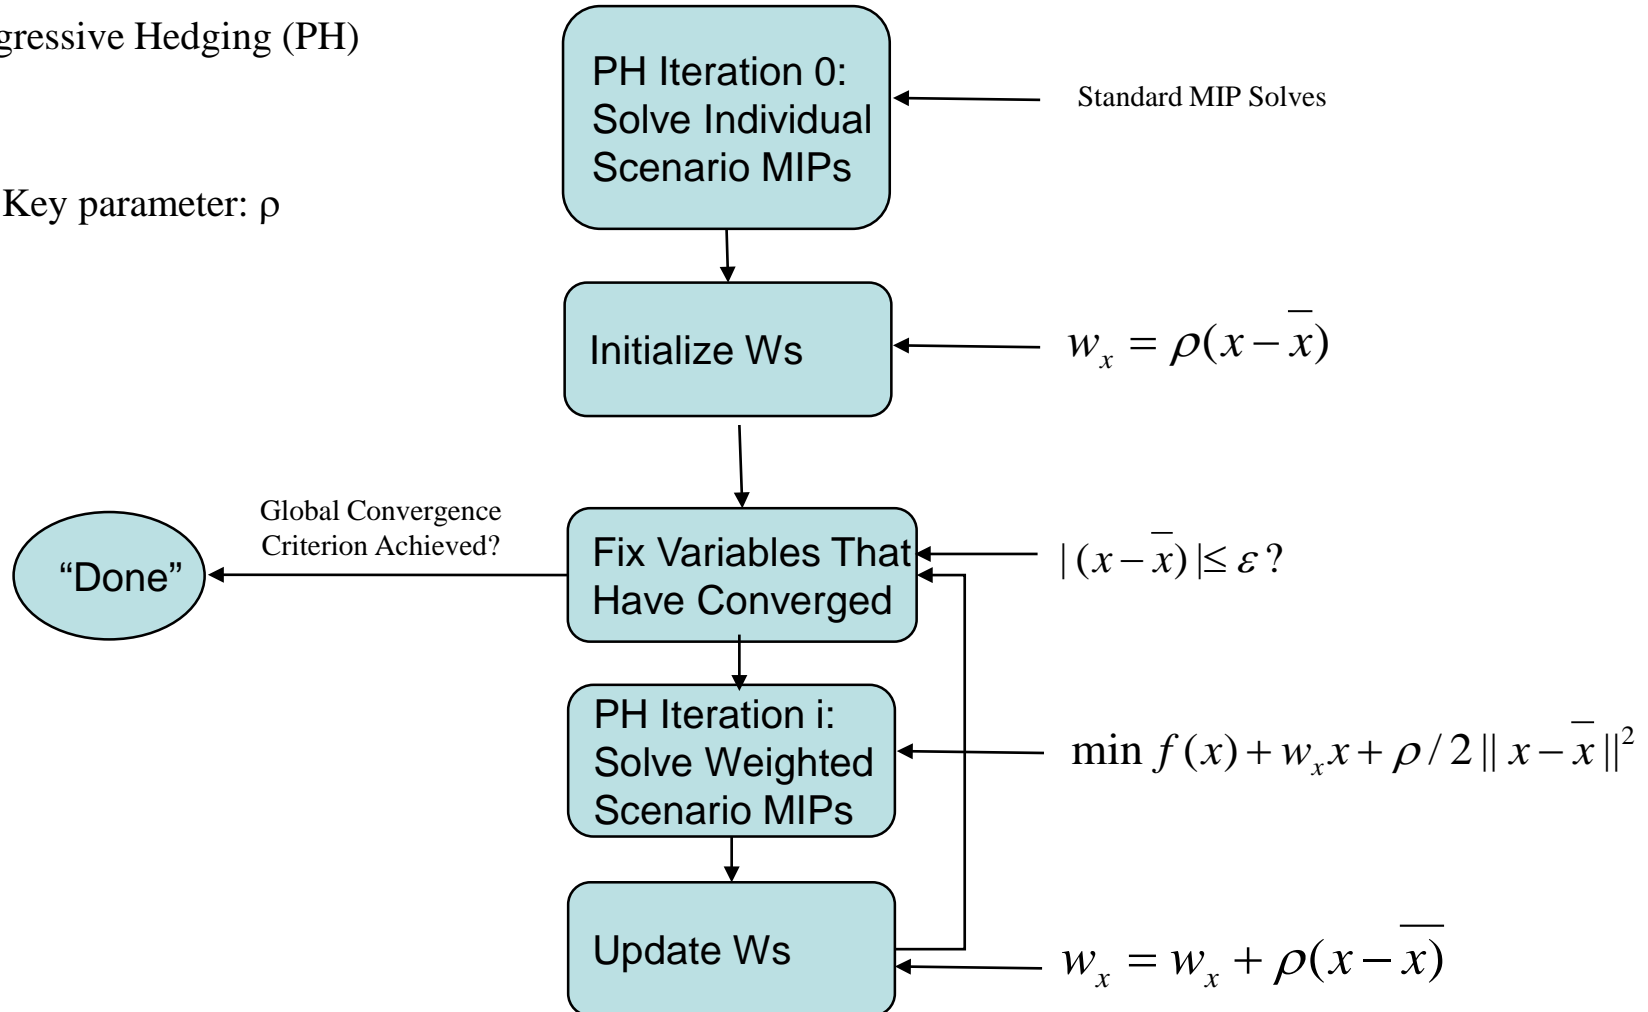 gressive Hedging (PH)
PH Iteration 0:
Solve Individual
Scenario MIPs
Standard MIP Solves
Key parameter: ρ
Initialize Ws
w_x = ρ(x − x̅)
Global Convergence
Criterion Achieved?
“Done”
Fix Variables That
Have Converged
| (x − x̅) |≤ ε ?
PH Iteration i:
Solve Weighted
Scenario MIPs
min f (x) + w_x x + ρ / 2 || x − x̅ ||²
Update Ws
w_x = w_x + ρ(x − x̅)